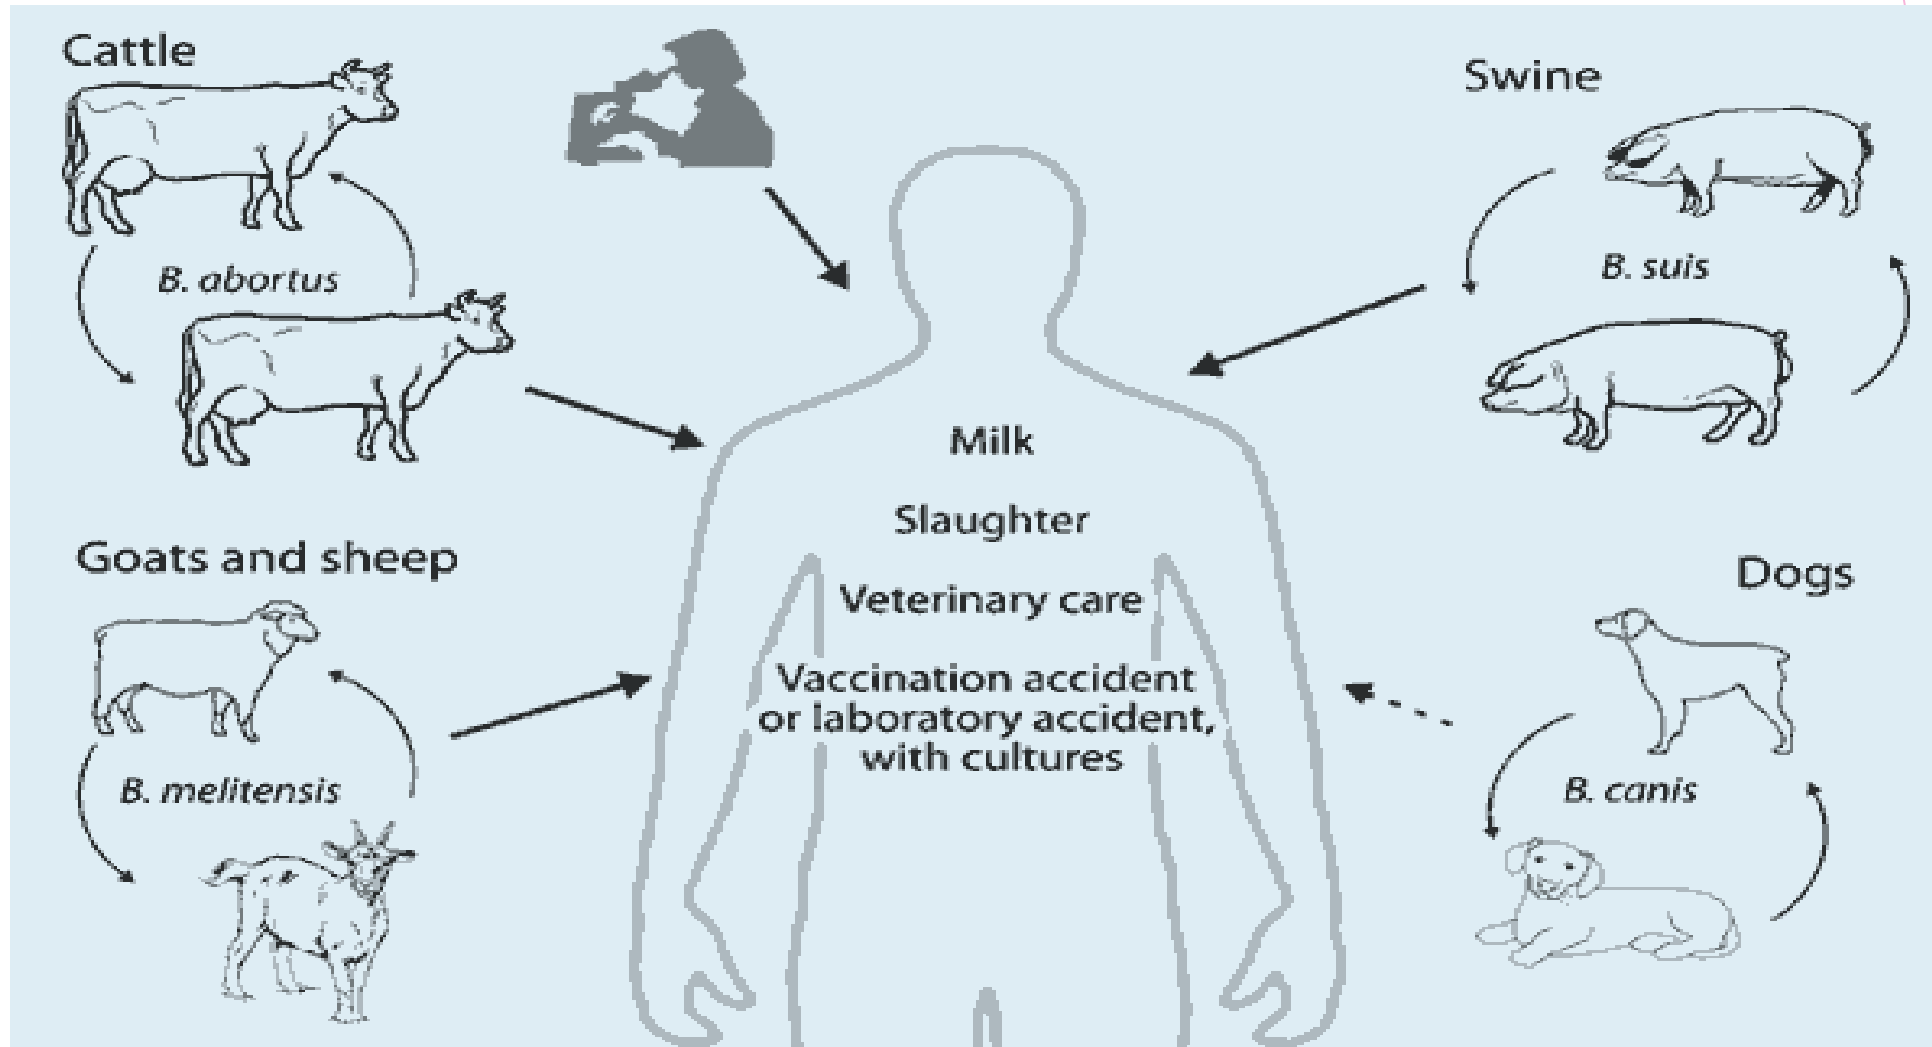 Cattle
Swine
B. abortus
B. suis
Milk
Slaughter
Goats and sheep
Dogs
Veterinary care
Vaccination accident
or laboratory accident,
with cultures
B. melitensis
B. canis